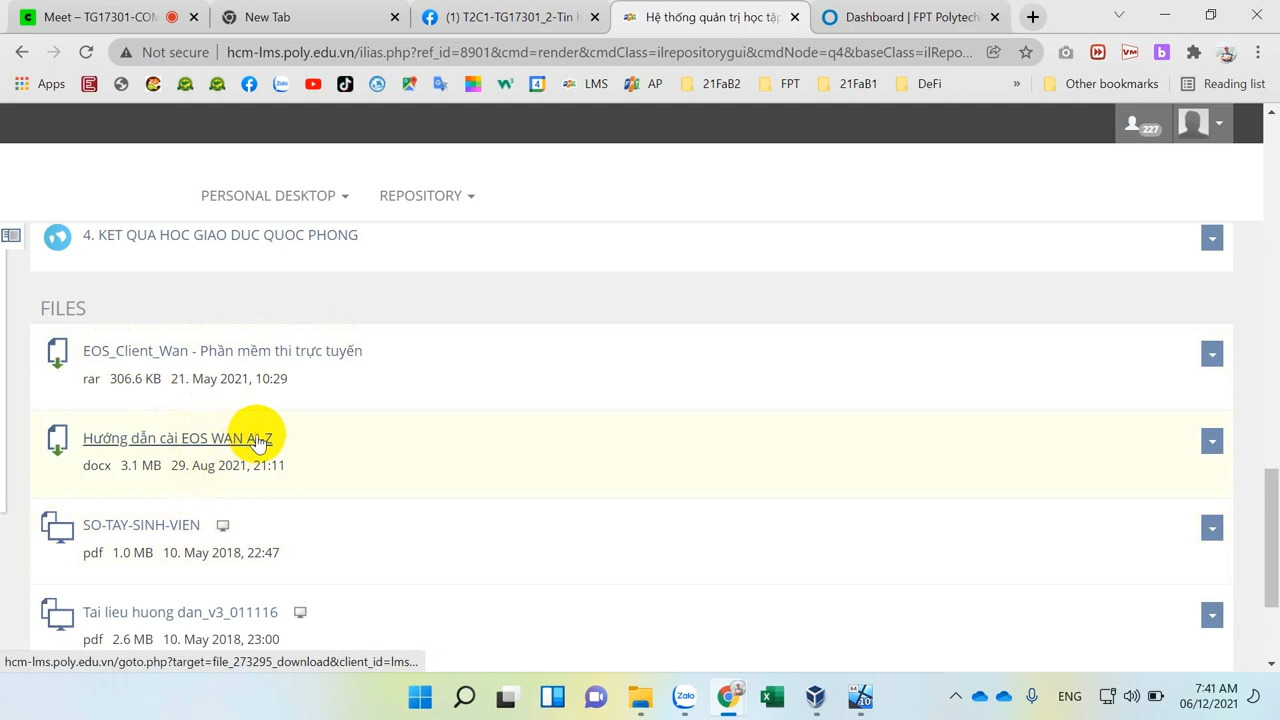 Meet – TG17301-COM
New Tab
(1) T2C1-TG17301_2-Tin h
Hệ thống quản trị học tập
Dashboard | FPT Polytech
Not secure hcm-lms.poly.edu.vn/ilias.php?ref_id=8901&cmd=render&cmdClass=ilrepositorygui&cmdNode=q4&baseClass=ilRepo...
Apps
LMS
AP
21FaB2
FPT
21FaB1
DeFi
»
Other bookmarks
Reading list
227
PERSONAL DESKTOP
REPOSITORY
4. KET QUA HOC GIAO DUC QUOC PHONG
FILES
EOS_Client_Wan - Phần mềm thi trực tuyến
rar 306.6 KB 21. May 2021, 10:29
Hướng dẫn cài EOS WAN A-Z
docx 3.1 MB 29. Aug 2021, 21:11
SO-TAY-SINH-VIEN
pdf 1.0 MB 10. May 2018, 22:47
Tai lieu huong dan_v3_011116
pdf 2.6 MB 10. May 2018, 23:00
hcm-lms.poly.edu.vn/goto.php?target=file_273295_download&client_id=lms...
ENG
7:41 AM
06/12/2021